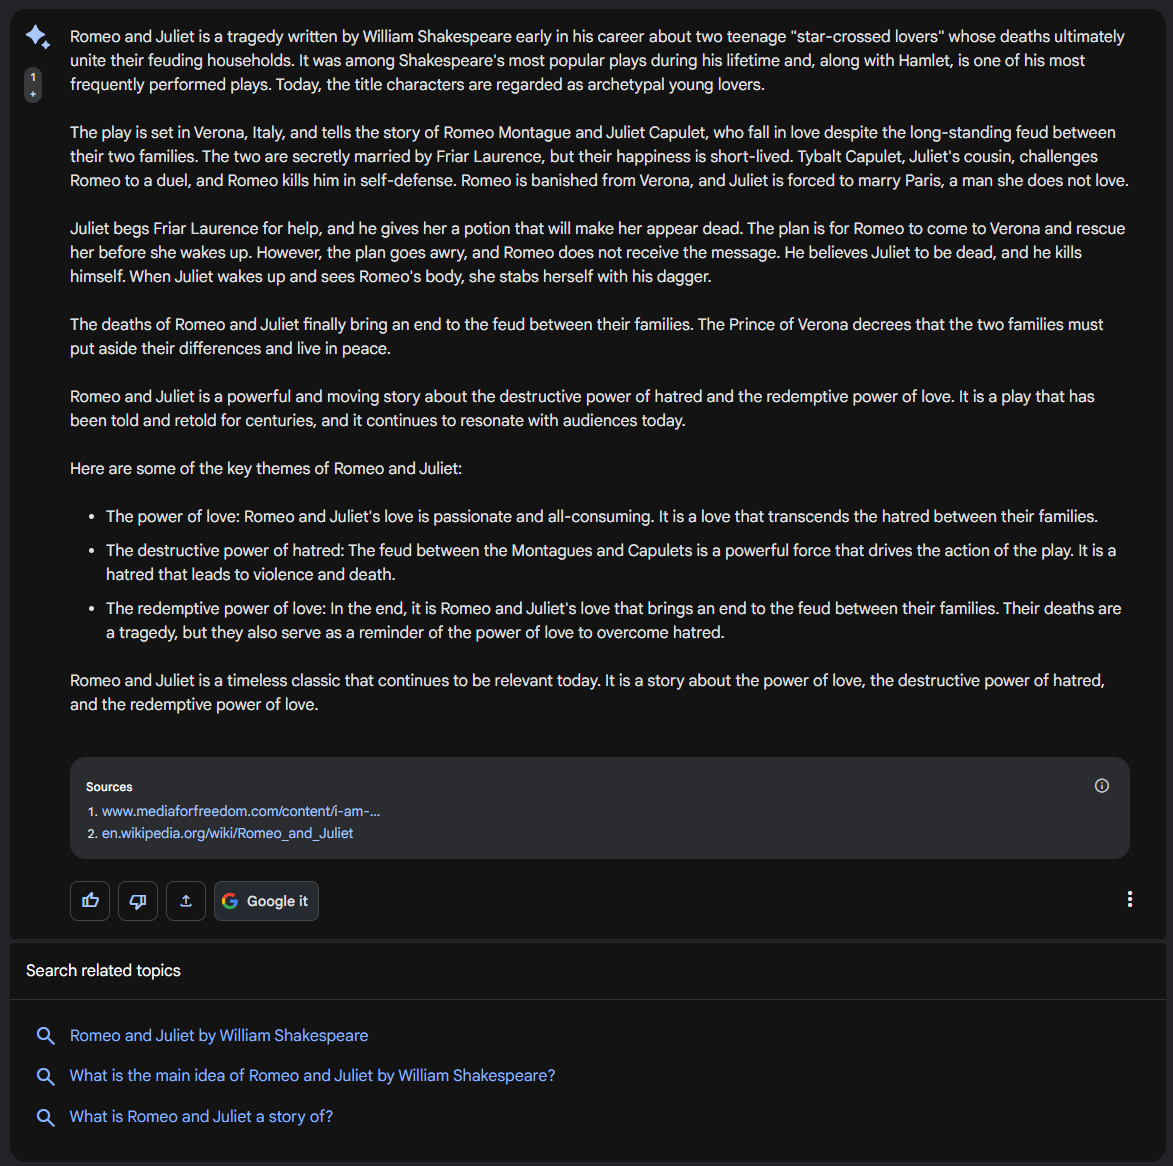 Romeo and Juliet is a tragedy written by William Shakespeare early in his career about two teenage "star-crossed lovers" whose deaths ultimately
unite their feuding households. It was among Shakespeare's most popular plays during his lifetime and, along with Hamlet, is one of his most
frequently performed plays. Today, the title characters are regarded as archetypal young lovers.
1
+
The play is set in Verona, Italy, and tells the story of Romeo Montague and Juliet Capulet, who fall in love despite the long-standing feud between
their two families. The two are secretly married by Friar Laurence, but their happiness is short-lived. Tybalt Capulet, Juliet's cousin, challenges
Romeo to a duel, and Romeo kills him in self-defense. Romeo is banished from Verona, and Juliet is forced to marry Paris, a man she does not love.
Juliet begs Friar Laurence for help, and he gives her a potion that will make her appear dead. The plan is for Romeo to come to Verona and rescue
her before she wakes up. However, the plan goes awry, and Romeo does not receive the message. He believes Juliet to be dead, and he kills
himself. When Juliet wakes up and sees Romeo's body, she stabs herself with his dagger.
The deaths of Romeo and Juliet finally bring an end to the feud between their families. The Prince of Verona decrees that the two families must
put aside their differences and live in peace.
Romeo and Juliet is a powerful and moving story about the destructive power of hatred and the redemptive power of love. It is a play that has
been told and retold for centuries, and it continues to resonate with audiences today.
Here are some of the key themes of Romeo and Juliet:
• The power of love: Romeo and Juliet's love is passionate and all-consuming. It is a love that transcends the hatred between their families.
• The destructive power of hatred: The feud between the Montagues and Capulets is a powerful force that drives the action of the play. It is a
hatred that leads to violence and death.
• The redemptive power of love: In the end, it is Romeo and Juliet's love that brings an end to the feud between their families. Their deaths are
a tragedy, but they also serve as a reminder of the power of love to overcome hatred.
Romeo and Juliet is a timeless classic that continues to be relevant today. It is a story about the power of love, the destructive power of hatred,
and the redemptive power of love.
Sources
1. www.mediaforfreedom.com/content/i-am-...
2. en.wikipedia.org/wiki/Romeo_and_Juliet
Google it
Search related topics
Romeo and Juliet by William Shakespeare
What is the main idea of Romeo and Juliet by William Shakespeare?
What is Romeo and Juliet a story of?